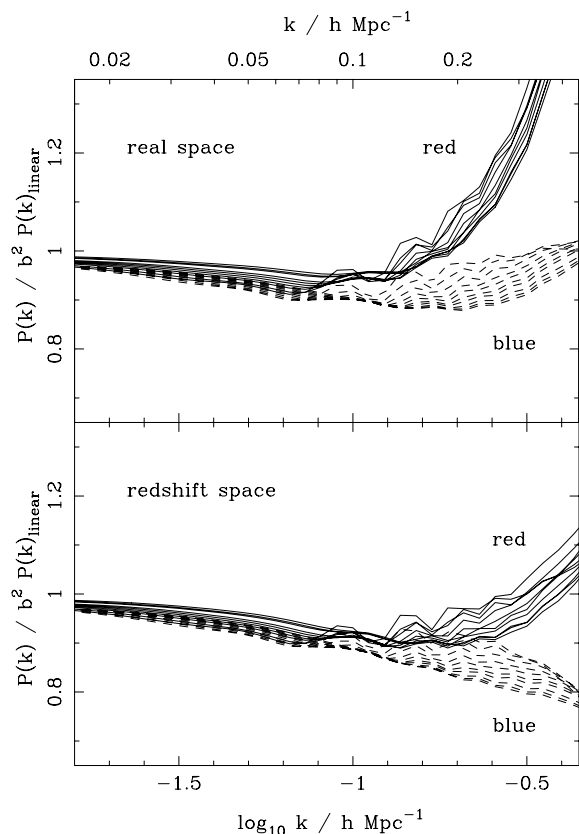 k / h Mpc⁻¹
0.02 0.05 0.1 0.2
real space red
1.2
1
0.8
P(k) / b² P(k)linear
blue
redshift space
red
1.2
1
0.8
P(k) / b² P(k)linear
blue
−1.5 −1 −0.5
log₁₀ k / h Mpc⁻¹